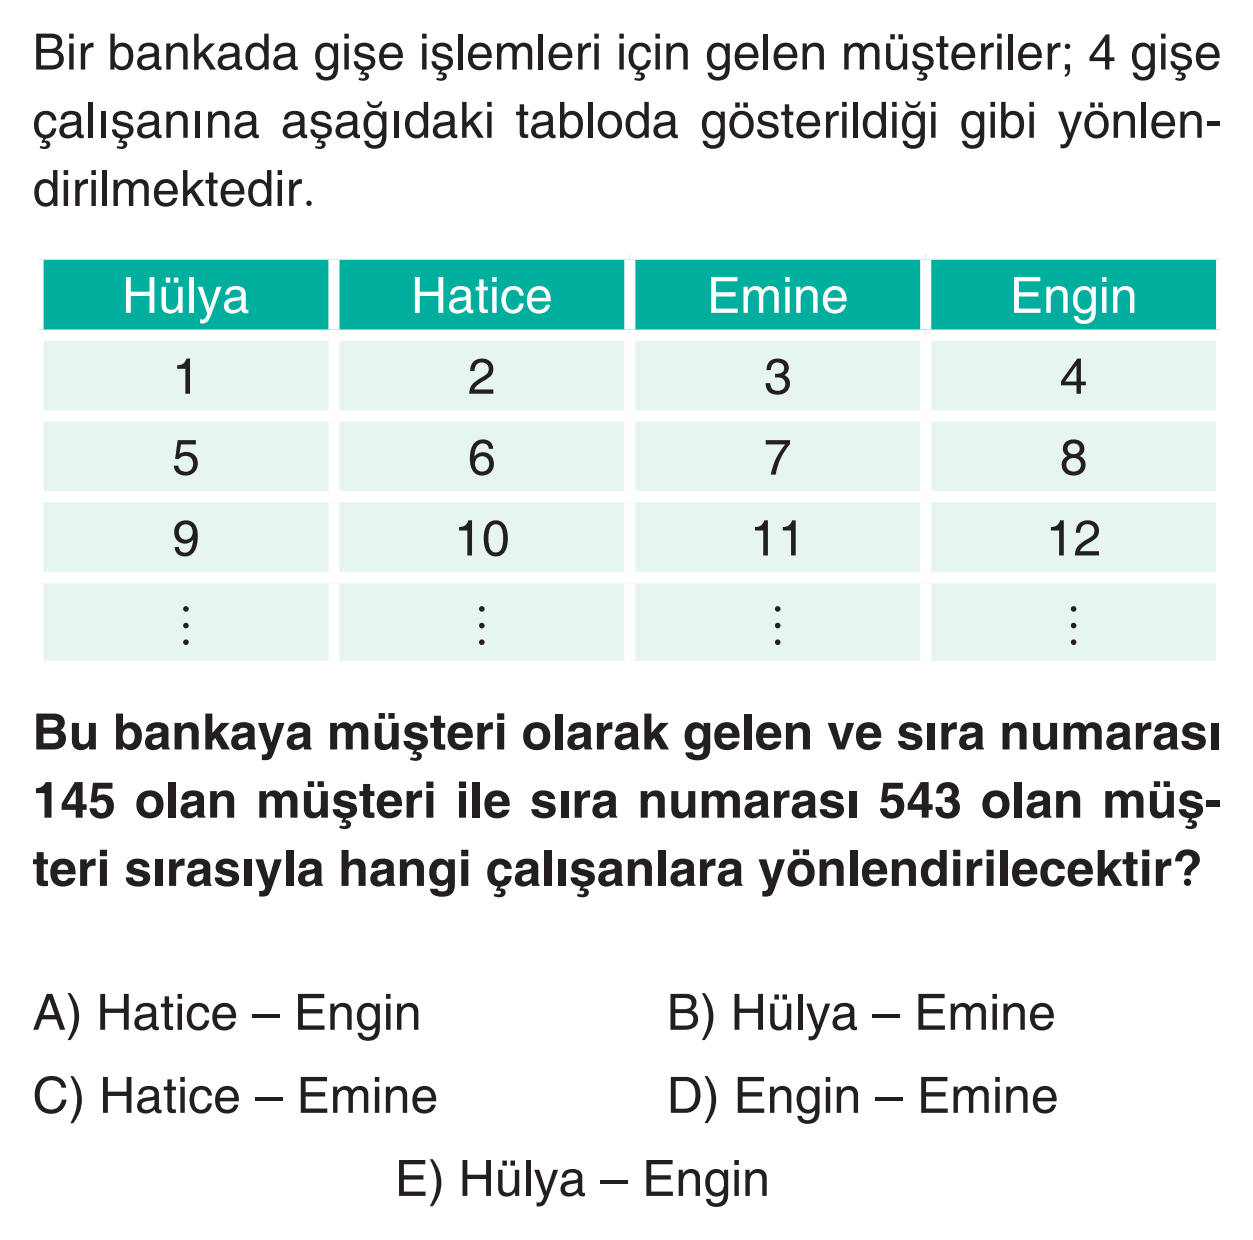 Bir bankada gişe işlemleri için gelen müşteriler; 4 gişe
çalışanına aşağıdaki tabloda gösterildiği gibi yönlen-
dirilmektedir.
Hülya Hatice Emine Engin
1 2 3 4
5 6 7 8
9 10 11 12
⋮ ⋮ ⋮ ⋮
Bu bankaya müşteri olarak gelen ve sıra numarası
145 olan müşteri ile sıra numarası 543 olan müş-
teri sırasıyla hangi çalışanlara yönlendirilecektir?
A) Hatice – Engin B) Hülya – Emine
C) Hatice – Emine D) Engin – Emine
E) Hülya – Engin